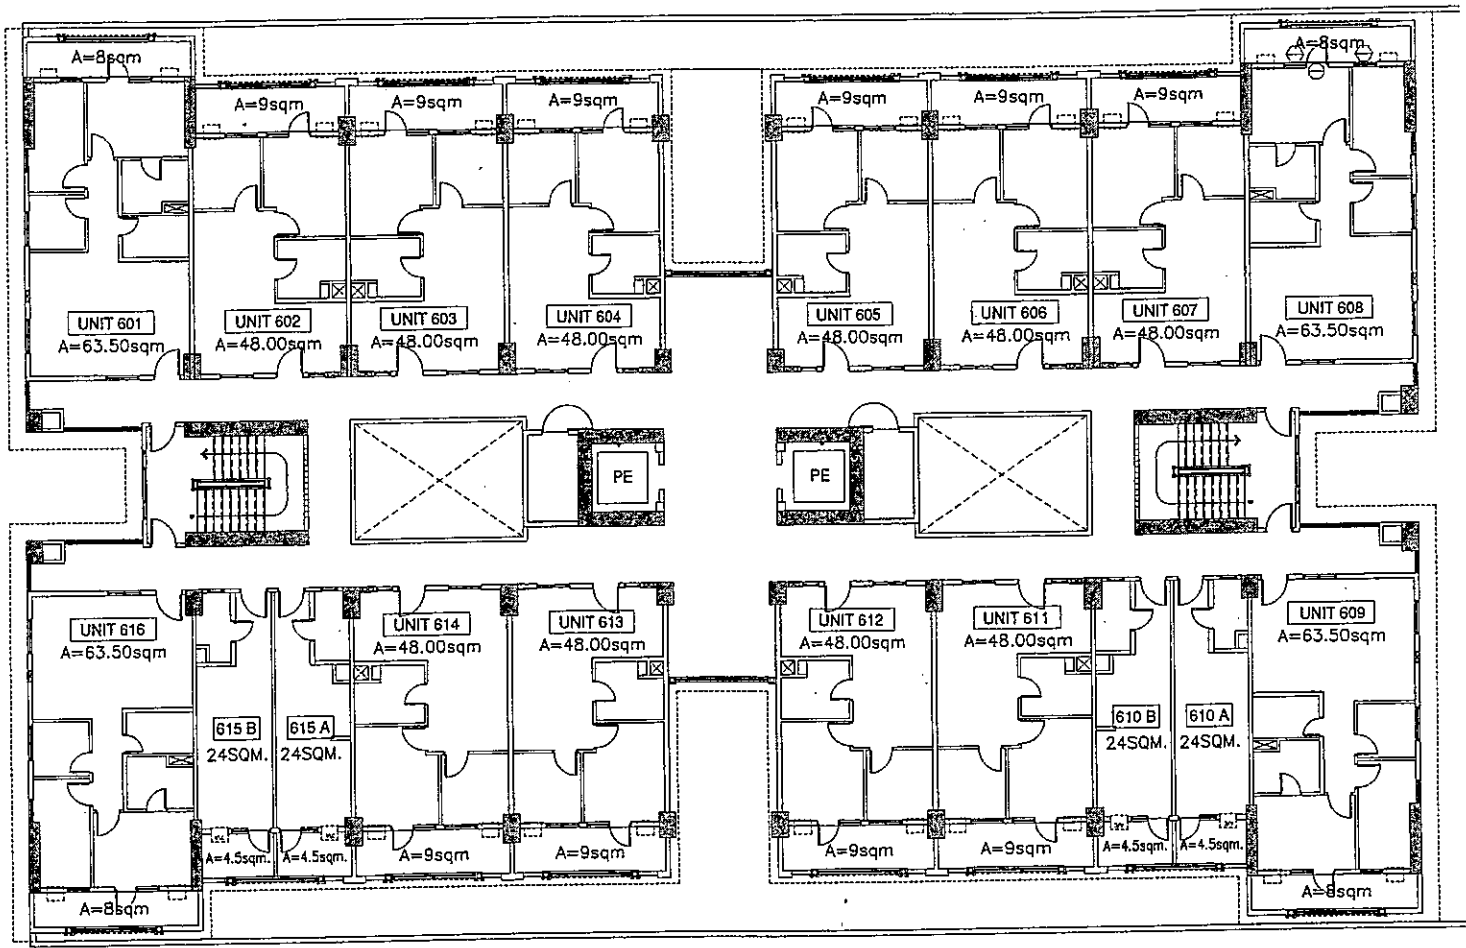 A=8sqm
A=9sqm
A=9sqm
A=9sqm
A=9sqm
A=9sqm
A=9sqm
A=8sqm
UNIT 601
A=63.50sqm
UNIT 602
A=48.00sqm
UNIT 603
A=48.00sqm
UNIT 604
A=48.00sqm
UNIT 605
A=48.00sqm
UNIT 606
A=48.00sqm
UNIT 607
A=48.00sqm
UNIT 608
A=63.50sqm
PE
PE
UNIT 616
A=63.50sqm
615 B
24SQM.
615 A
24SQM.
UNIT 614
A=48.00sqm
UNIT 613
A=48.00sqm
UNIT 612
A=48.00sqm
UNIT 611
A=48.00sqm
610 B
24SQM.
610 A
24SQM.
UNIT 609
A=63.50sqm
A=8sqm
A=4.5sqm.
A=4.5sqm.
A=9sqm
A=9sqm
A=9sqm
A=9sqm
A=4.5sqm.
A=4.5sqm.
A=8sqm